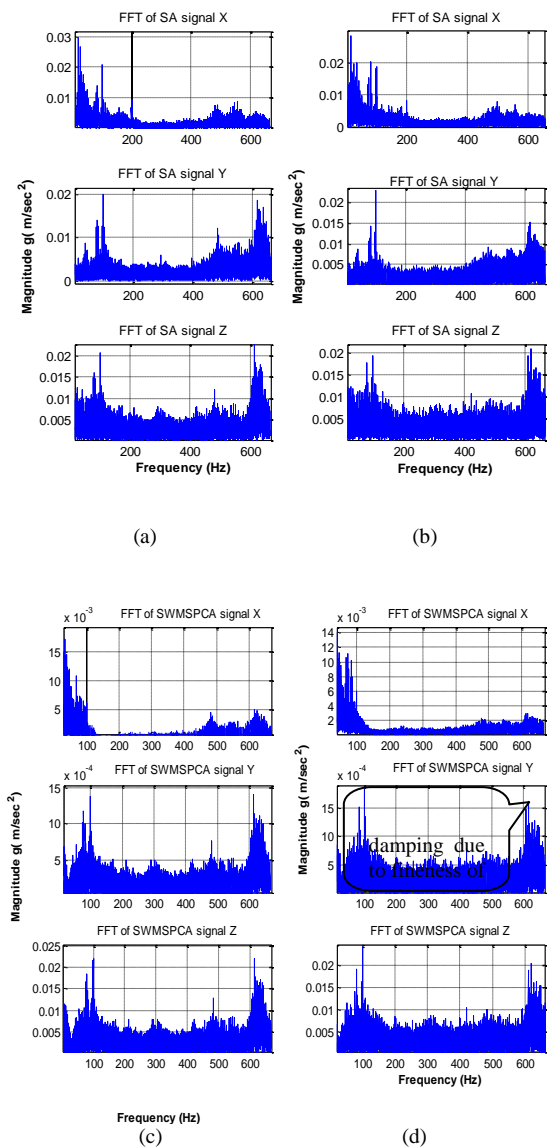 FFT of SA signal X
0.03
0.02
0.01
200 400 600
FFT of SA signal Y
0.02
0.01
0
200 400 600
FFT of SA signal Z
0.02
0.015
0.01
0.005
200 400 600
Magnitude g( m/sec²)
Frequency (Hz)
(a)
FFT of SA signal X
0.03
0.02
0.01
0
200 400 600
FFT of SA signal Y
0.02
0.015
0.01
0.005
200 400 600
FFT of SA signal Z
0.02
0.015
0.01
0.005
200 400 600
Magnitude g( m/sec²)
Frequency (Hz)
(b)
x 10⁻³
FFT of SWMSPCA signal X
15
10
5
100 200 300 400 500 600
x 10⁻⁴
FFT of SWMSPCA signal Y
15
10
5
100 200 300 400 500 600
FFT of SWMSPCA signal Z
0.025
0.02
0.015
0.01
0.005
100 200 300 400 500 600
Magnitude g( m/sec²)
Frequency (Hz)
(c)
x 10⁻³
FFT of SWMSPCA signal X
14
12
10
8
6
4
2
100 200 300 400 500 600
x 10⁻⁴
FFT of SWMSPCA signal Y
15
10
5
damping due
to fineness of
100 200 300 400 500 600
FFT of SWMSPCA signal Z
0.02
0.015
0.01
0.005
100 200 300 400 500 600
Magnitude g( m/sec²)
Frequency (Hz)
(d)